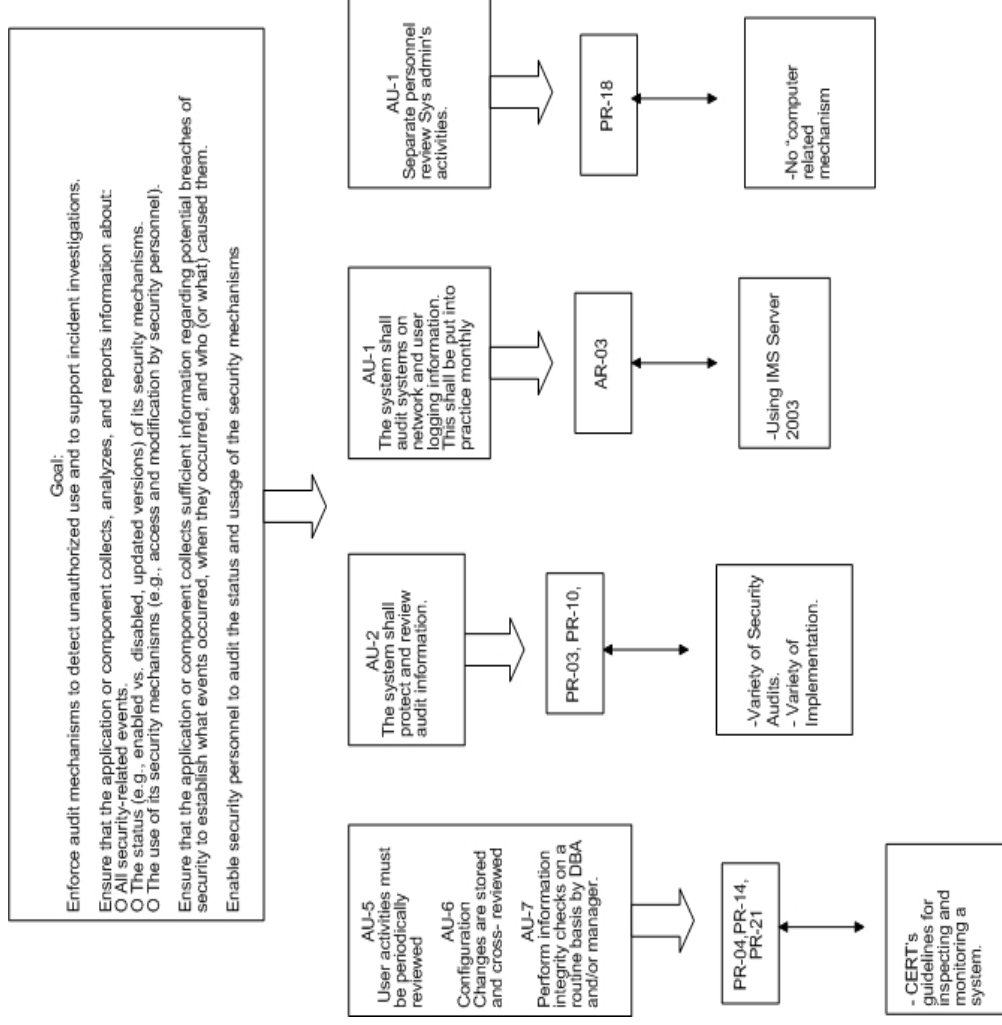 Goal:
Enforce audit mechanisms to detect unauthorized use and to support incident investigations.
Ensure that the application or component collects, analyzes, and reports information about:
O All security-related events.
O The status (e.g., enabled vs. disabled, updated versions) of its security mechanisms.
O The use of its security mechanisms (e.g., access and modification by security personnel).
Ensure that the application or component collects sufficient information regarding potential breaches of
security to establish what events occurred, when they occurred, and who (or what) caused them.
Enable security personnel to audit the status and usage of the security mechanisms
AU-5
User activities must
be periodically
reviewed
AU-6
Configuration
Changes are stored
and cross- reviewed
AU-7
Perform information
integrity checks on a
routine basis by DBA
and/or manager.
PR-04,PR-14,
PR-21
- CERT's
guidelines for
inspecting and
monitoring a
system.
AU-2
The system shall
protect and review
audit information.
PR-03, PR-10,
-Variety of Security
Audits.
- Variety of
Implementation.
AU-1
The system shall
audit systems on
network and user
logging information.
This shall be put into
practice monthly
AR-03
-Using IMS Server
2003
AU-1
Separate personnel
review Sys admin's
activities.
PR-18
-No "computer
related
mechanism